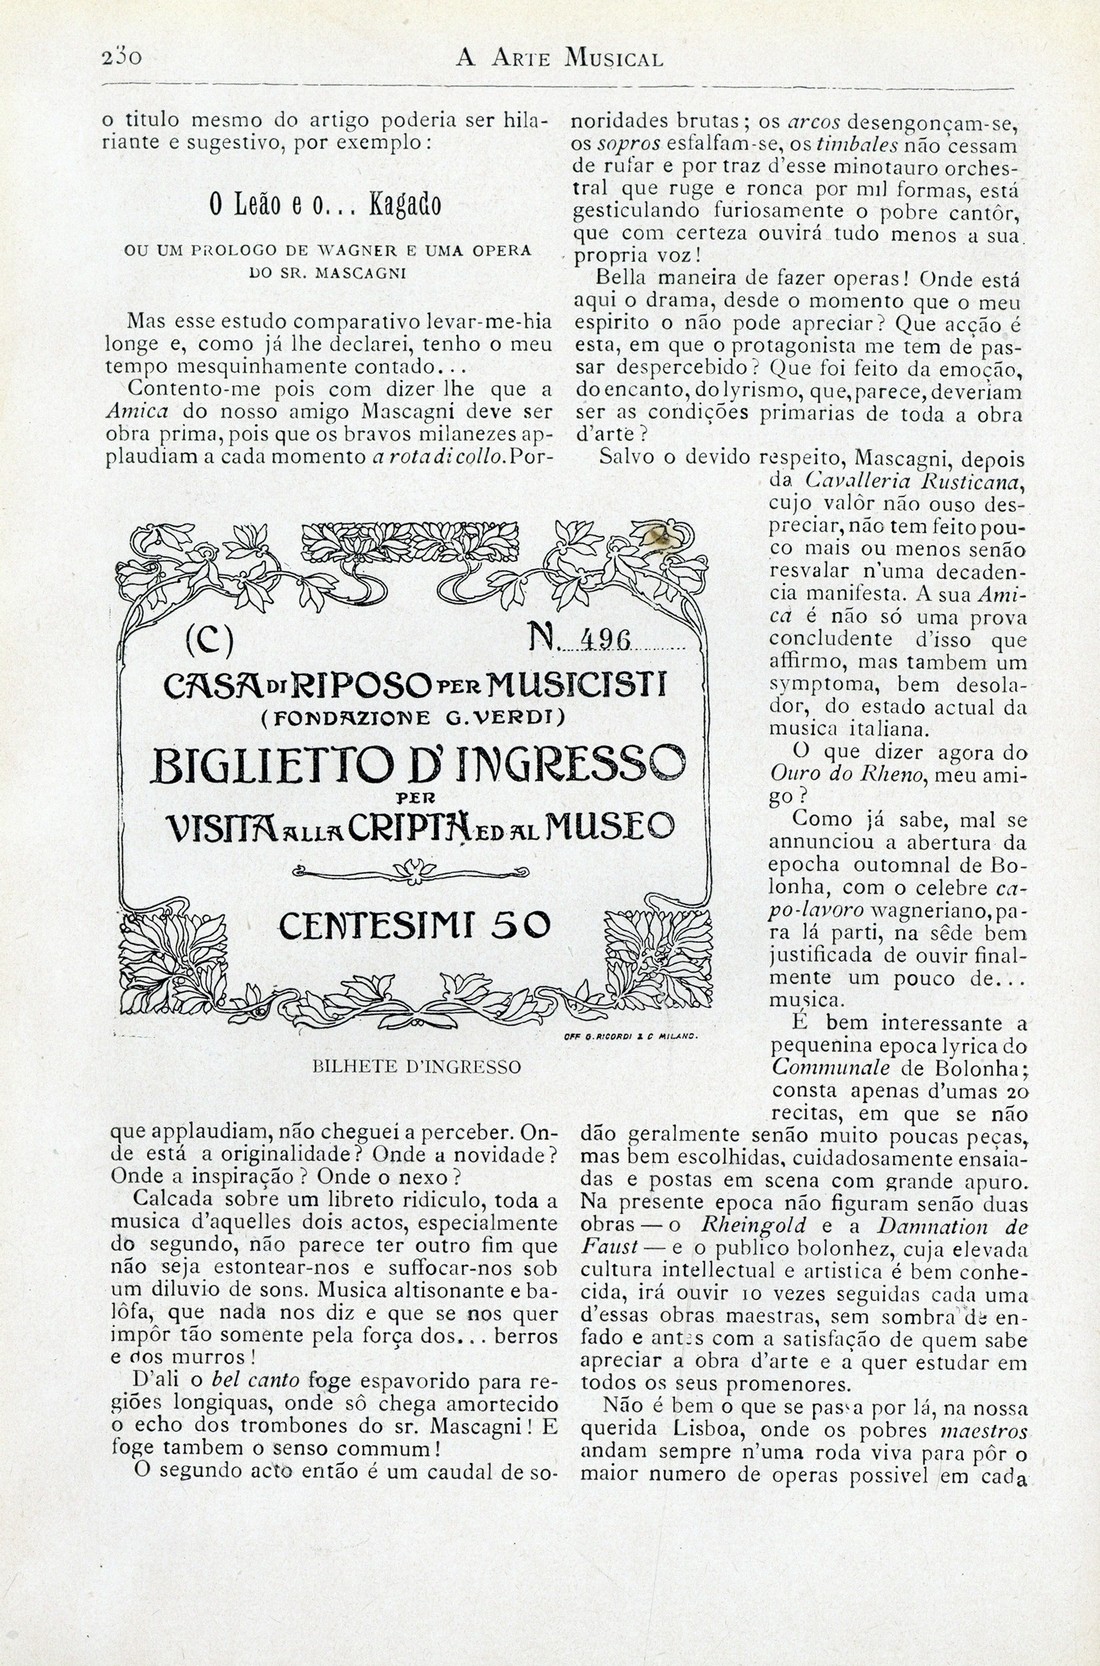 230
A Arte Musical
o titulo mesmo do artigo poderia ser hila-
riante e sugestivo, por exemplo:
O Leão e o... Kagado
OU UM PROLOGO DE WAGNER E UMA OPERA
DO SR. MASCAGNI
Mas esse estudo comparativo levar-me-hia
longe e, como já lhe declarei, tenho o meu
tempo mesquinhamente contado...
Contento-me pois com dizer lhe que a
Amica do nosso amigo Mascagni deve ser
obra prima, pois que os bravos milanezes ap-
plaudiam a cada momento a rota di collo. Por-
(C)
N. 496
CASA DI RIPOSO PER MUSICISTI
(FONDAZIONE G. VERDI)
BIGLIETTO D'INGRESSO
PER
VISITA ALLA CRIPTA ED AL MUSEO
CENTESIMI 50
OFF G. RICORDI & C MILANO.
BILHETE D'INGRESSO
que applaudiam, não cheguei a perceber. On-
de está a originalidade? Onde a novidade?
Onde a inspiração? Onde o nexo?
Calcada sobre um libreto ridiculo, toda a
musica d'aquelles dois actos, especialmente
do segundo, não parece ter outro fim que
não seja estontear-nos e suffocar-nos sob
um diluvio de sons. Musica altisonante e ba-
lôfa, que nada nos diz e que se nos quer
impôr tão somente pela força dos... berros
e dos murros!
D'ali o bel canto foge espavorido para re-
giões longiquas, onde sô chega amortecido
o echo dos trombones do sr. Mascagni! E
foge tambem o senso commum!
O segundo acto então é um caudal de so-
noridades brutas; os arcos desengonçam-se,
os sopros esfalfam-se, os timbales não cessam
de rufar e por traz d'esse minotauro orches-
tral que ruge e ronca por mil formas, está
gesticulando furiosamente o pobre cantôr,
que com certeza ouvirá tudo menos a sua
propria voz!
Bella maneira de fazer operas! Onde está
aqui o drama, desde o momento que o meu
espirito o não pode apreciar? Que acção é
esta, em que o protagonista me tem de pas-
sar despercebido? Que foi feito da emoção,
do encanto, do lyrismo, que, parece, deveriam
ser as condições primarias de toda a obra
d'arte?
Salvo o devido respeito, Mascagni, depois
da Cavalleria Rusticana,
cujo valôr não ouso des-
preciar, não tem feito pou-
co mais ou menos senão
resvalar n'uma decaden-
cia manifesta. A sua Ami-
ca é não só uma prova
concludente d'isso que
affirmo, mas tambem um
symptoma, bem desola-
dor, do estado actual da
musica italiana.
O que dizer agora do
Ouro do Rheno, meu ami-
go?
Como já sabe, mal se
annunciou a abertura da
epocha outomnal de Bo-
lonha, com o celebre ca-
po-lavoro wagneriano, pa-
ra lá parti, na sêde bem
justificada de ouvir final-
mente um pouco de...
musica.
É bem interessante a
pequenina epoca lyrica do
Communale de Bolonha;
consta apenas d'umas 20
recitas, em que se não
dão geralmente senão muito poucas peças,
mas bem escolhidas, cuidadosamente ensaia-
das e postas em scena com grande apuro.
Na presente epoca não figuram senão duas
obras — o Rheingold e a Damnation de
Faust — e o publico bolonhez, cuja elevada
cultura intellectual e artistica é bem conhe-
cida, irá ouvir 10 vezes seguidas cada uma
d'essas obras maestras, sem sombra de en-
fado e antes com a satisfação de quem sabe
apreciar a obra d'arte e a quer estudar em
todos os seus promenores.
Não é bem o que se passa por lá, na nossa
querida Lisboa, onde os pobres maestros
andam sempre n'uma roda viva para pôr o
maior numero de operas possivel em cada